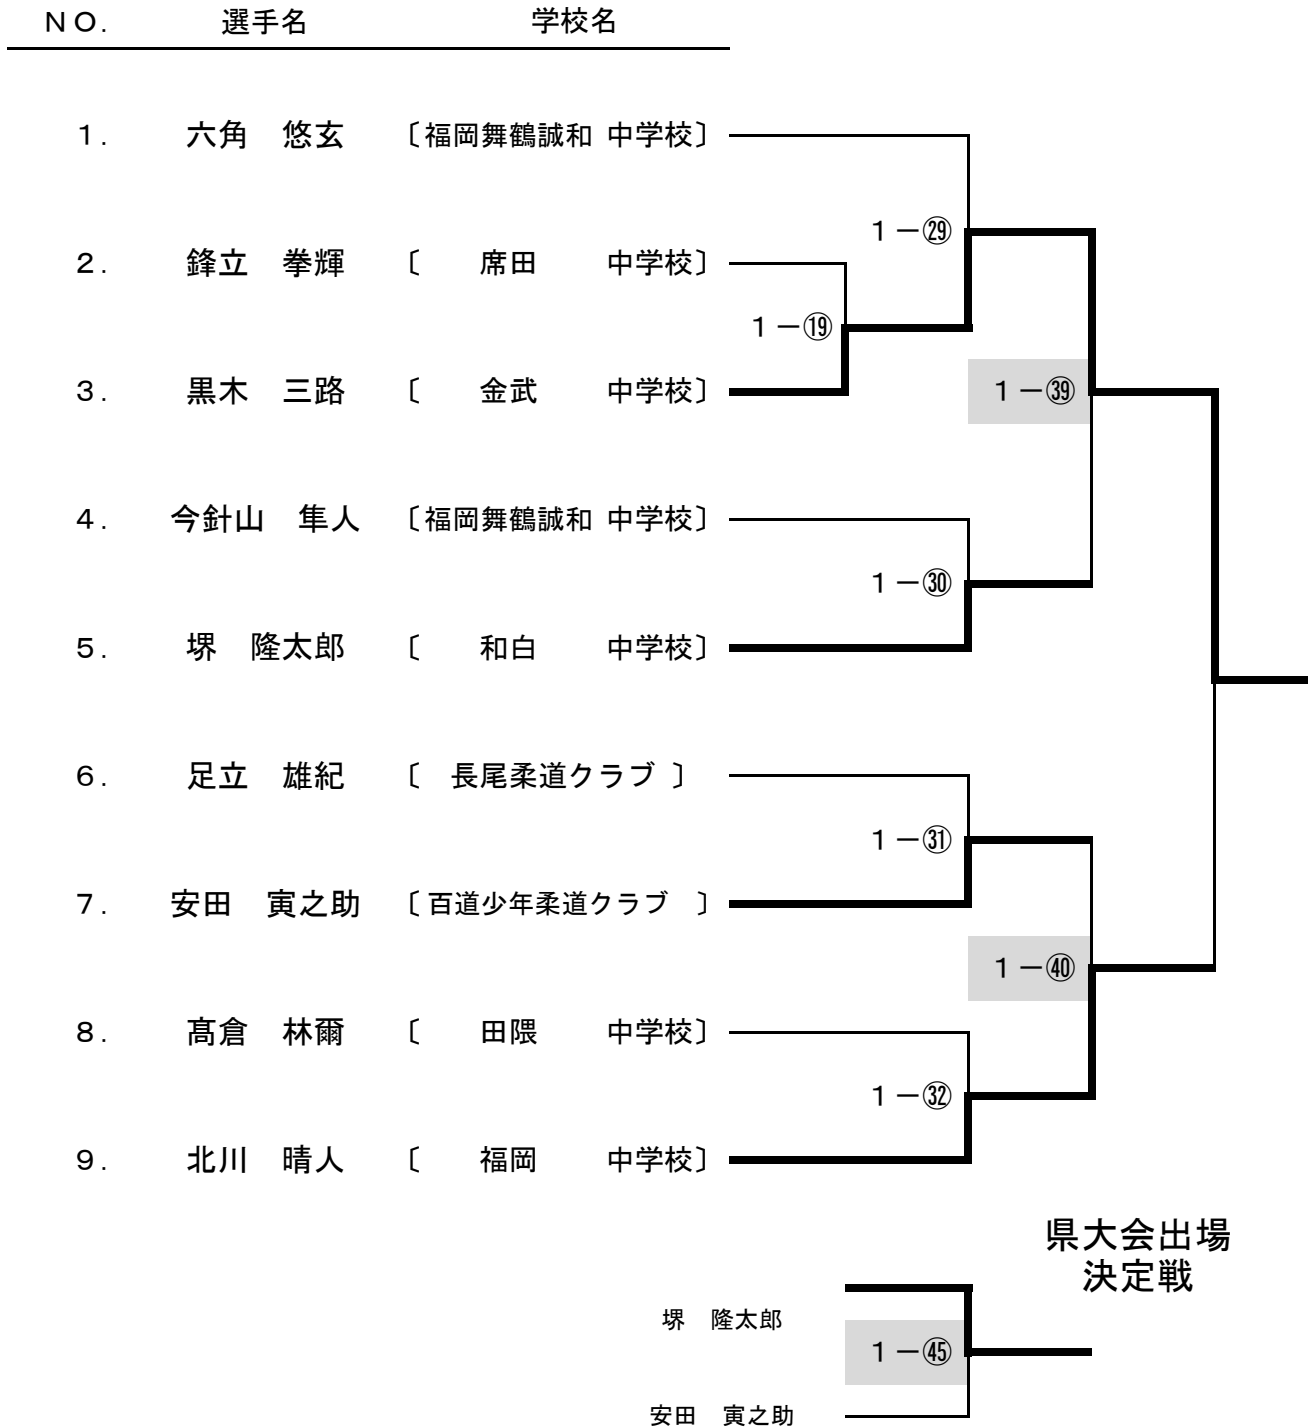 ＮＯ.　選手名　学校名
１.　六角　悠玄　〔福岡舞鶴誠和 中学校〕
1－㉙
２.　鋒立　拳輝　〔　席田　中学校〕
1－⑲
３.　黒木　三路　〔　金武　中学校〕
1－㊴
４.　今針山　隼人　〔福岡舞鶴誠和 中学校〕
1－㉚
５.　堺　隆太郎　〔　和白　中学校〕
６.　足立　雄紀　〔　長尾柔道クラブ 〕
1－㉛
７.　安田　寅之助　〔百道少年柔道クラブ　〕
1－㊵
８.　髙倉　林爾　〔　田隈　中学校〕
1－㉜
９.　北川　晴人　〔　福岡　中学校〕
県大会出場
決定戦
堺　隆太郎
1－㊺
安田　寅之助